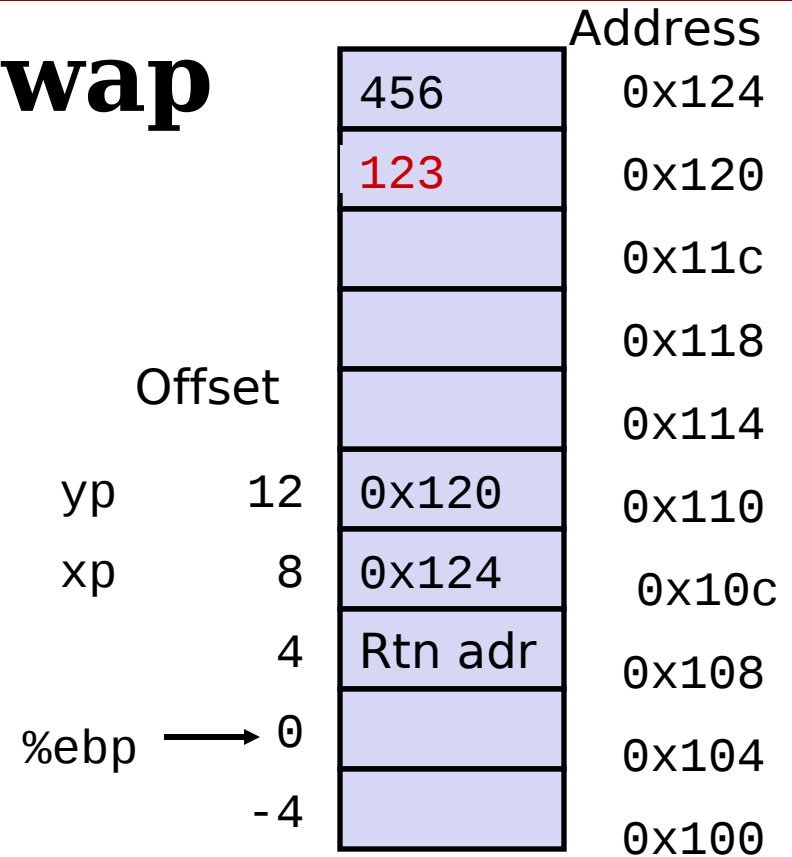 Address
wap
456 0x124
123 0x120
0x11c
0x118
Offset
0x114
yp 12 0x120 0x110
xp 8 0x124 0x10c
4 Rtn adr 0x108
%ebp 0 0x104
-4 0x100